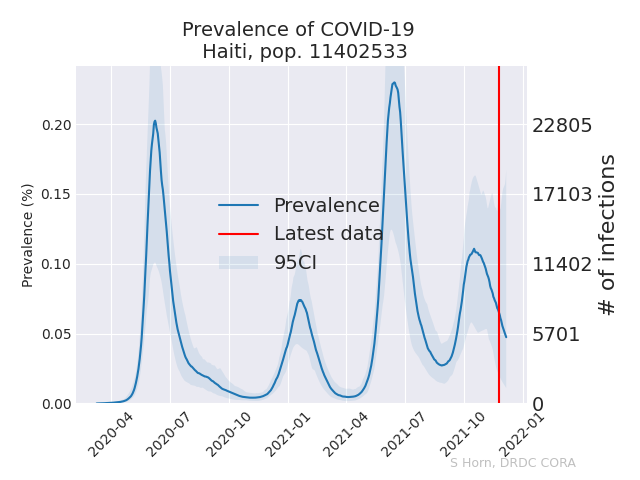 Prevalence of COVID-19
Haiti, pop. 11402533
Prevalence (%)
0.20
0.15
0.10
0.05
0.00
Prevalence
Latest data
95CI
22805
17103
11402
5701
0
# of infections
2020-04
2020-07
2020-10
2021-01
2021-04
2021-07
2021-10
2022-01
S Horn, DRDC CORA